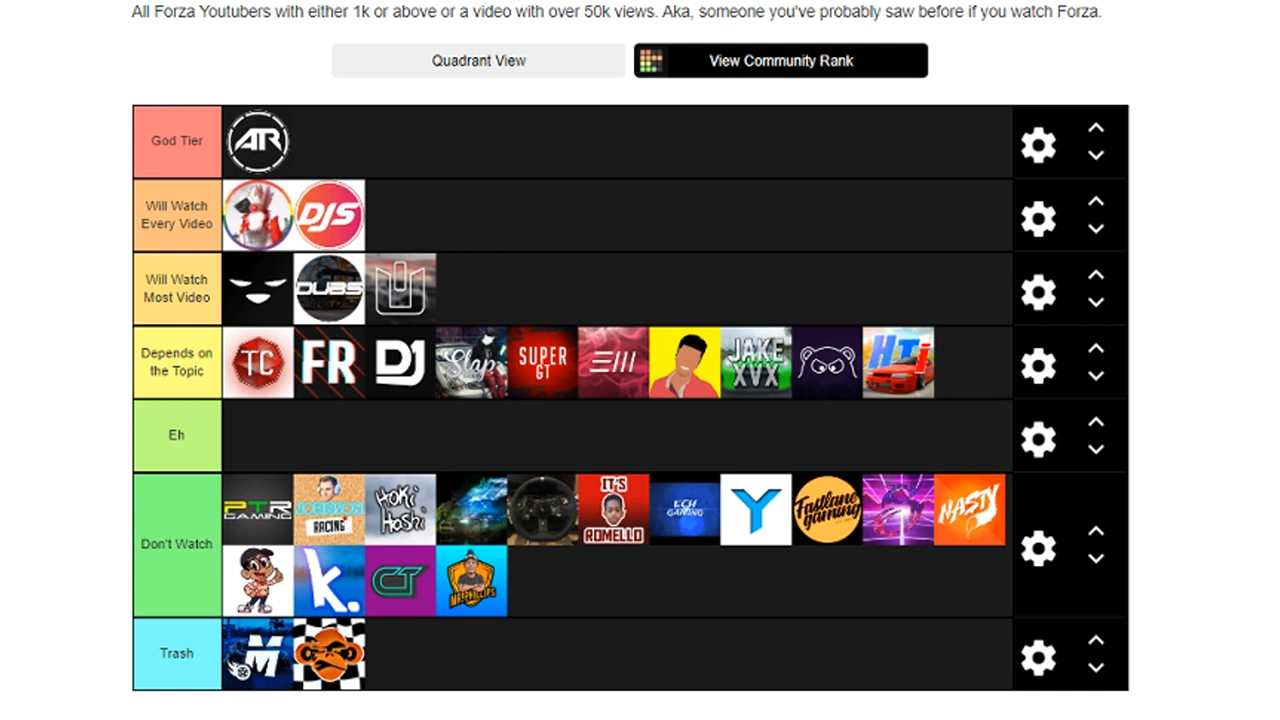 All Forza Youtubers with either 1k or above or a video with over 50k views. Aka, someone you've probably saw before if you watch Forza.
Quadrant View
View Community Rank
God Tier
AR
Will Watch
Every Video
DJS
Will Watch
Most Video
DUBS
Depends on
the Topic
TC
FR
DJ
Slap
SUPER
GT
JAKE
XVX
HTJ
Eh
Don't Watch
PTR
GAMING
RACING
Hoki
Hoshi
IT'S
ROMELLO
ECH
GAMING
Y
Fastlane
gaming
NASTY
k.
CT
MATPHILLIPS
Trash
M